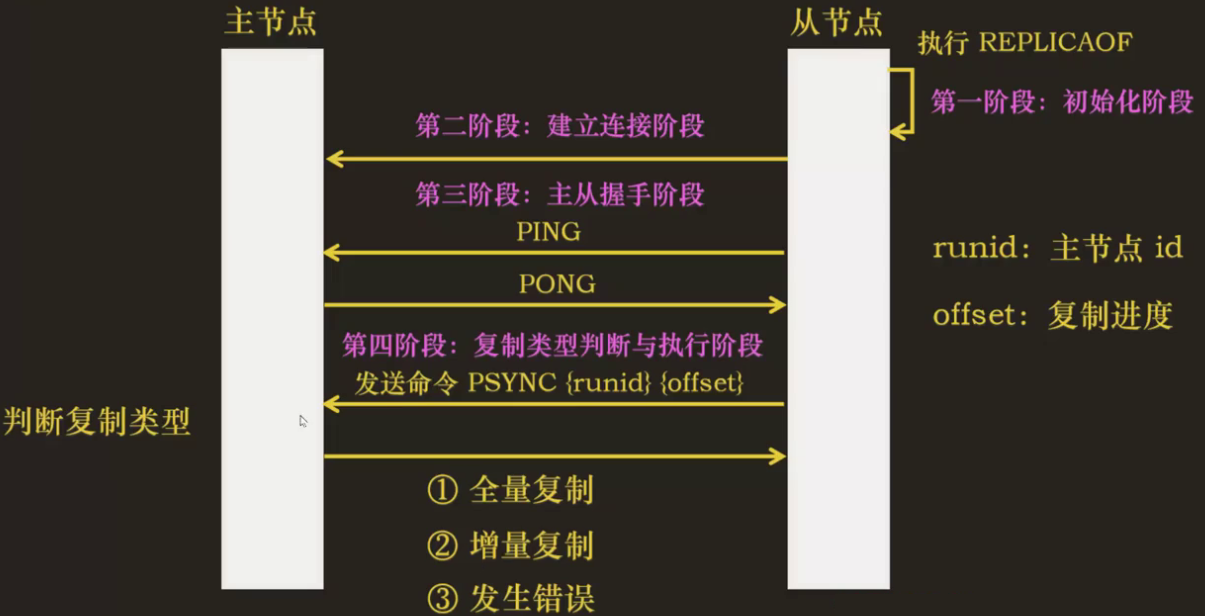 主节点
从节点
执行 REPLICAOF
第一阶段：初始化阶段
第二阶段：建立连接阶段
第三阶段：主从握手阶段
PING
runid：主节点 id
PONG
offset：复制进度
第四阶段：复制类型判断与执行阶段
发送命令 PSYNC {runid} {offset}
判断复制类型
① 全量复制
② 增量复制
③ 发生错误